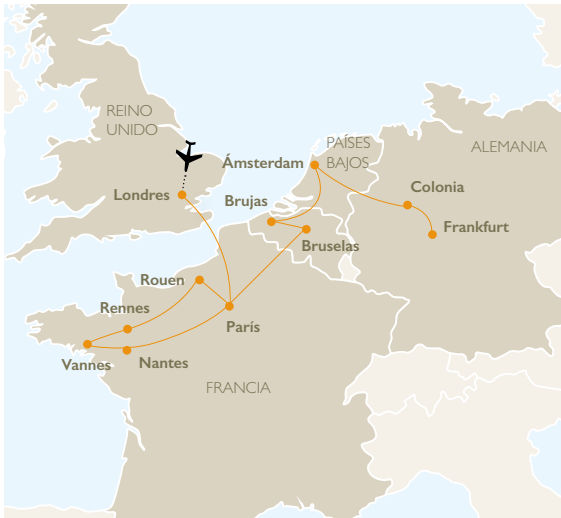 REINO
UNIDO
PAÍSES
BAJOS
ALEMANIA
Ámsterdam
Londres
Brujas
Colonia
Frankfurt
Bruselas
Rouen
Rennes
París
Vannes
Nantes
FRANCIA